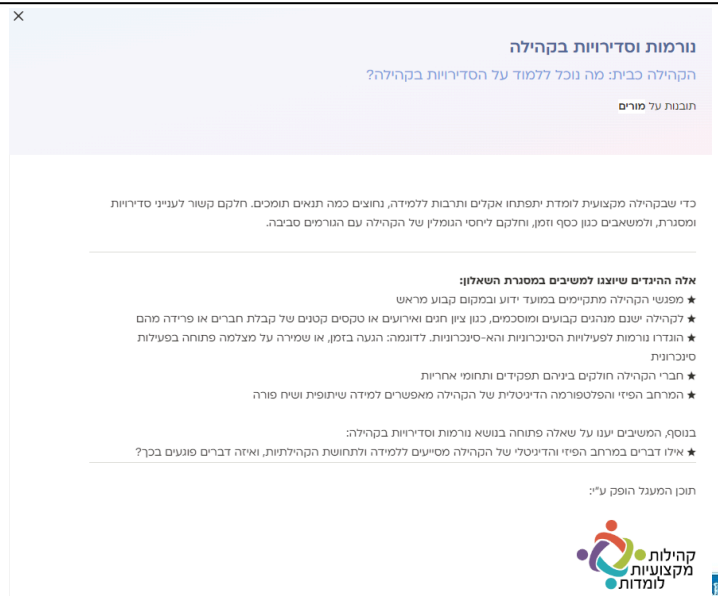 נורמות וסדירויות בקהילה
הקהילה כבית: מה נוכל ללמוד על הסדירויות בקהילה?
תובנות על מורים
כדי שבקהילה מקצועית לומדת יתפתחו אקלים ותרבות ללמידה, נחוצים כמה תנאים תומכים. חלקם קשור לענייני סדירויות
ומסגרת, ולמשאבים כגון כסף וזמן, וחלקם ליחסי הגומלין של הקהילה עם הגורמים סביבה.
אלה ההיגדים שיוצגו למשיבים במסגרת השאלון:
★ מפגשי הקהילה מתקיימים במועד ידוע ובמקום קבוע מראש
★ לקהילה ישנם מנהגים קבועים ומוסכמים, כגון ציון חגים ואירועים או טקסים קטנים של קבלת חברים או פרידה מהם
★ הוגדרו נורמות לפעילויות הסינכרוניות והא-סינכרוניות. לדוגמה: הגעה בזמן, או שמירה על מצלמה פתוחה בפעילות
סינכרונית
★ חברי הקהילה חולקים ביניהם תפקידים ותחומי אחריות
★ המרחב הפיזי והפלטפורמה הדיגיטלית של הקהילה מאפשרים למידה שיתופית ושיח פורה
בנוסף, המשיבים יענו על שאלה פתוחה בנושא נורמות וסדירויות בקהילה:
★ אילו דברים במרחב הפיזי והדיגיטלי של הקהילה מסייעים ללמידה ולתחושת הקהילתיות, ואיזה דברים פוגעים בכך?
תוכן המעגל הופק ע"י:
קהילות
מקצועיות
לומדות